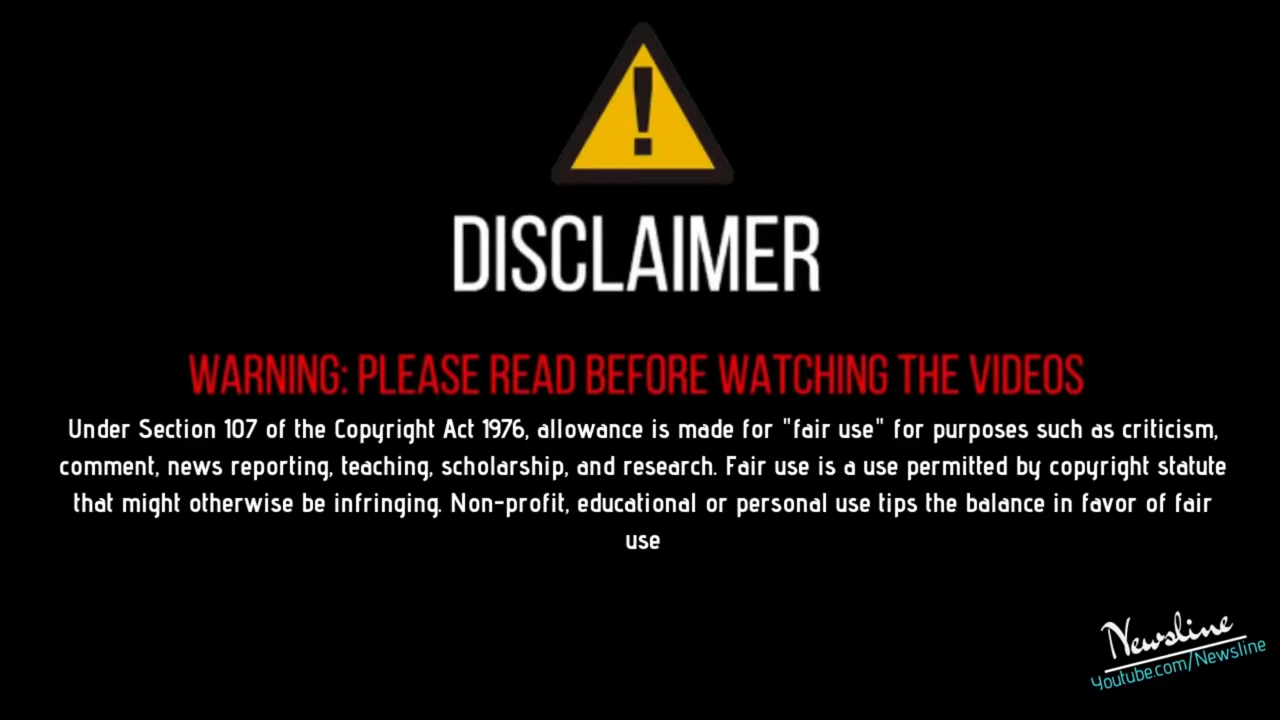 DISCLAIMER
WARNING: PLEASE READ BEFORE WATCHING THE VIDEOS
Under Section 107 of the Copyright Act 1976, allowance is made for "fair use" for purposes such as criticism,
comment, news reporting, teaching, scholarship, and research. Fair use is a use permitted by copyright statute
that might otherwise be infringing. Non-profit, educational or personal use tips the balance in favor of fair
use
Newsline
Youtube.com/Newsline